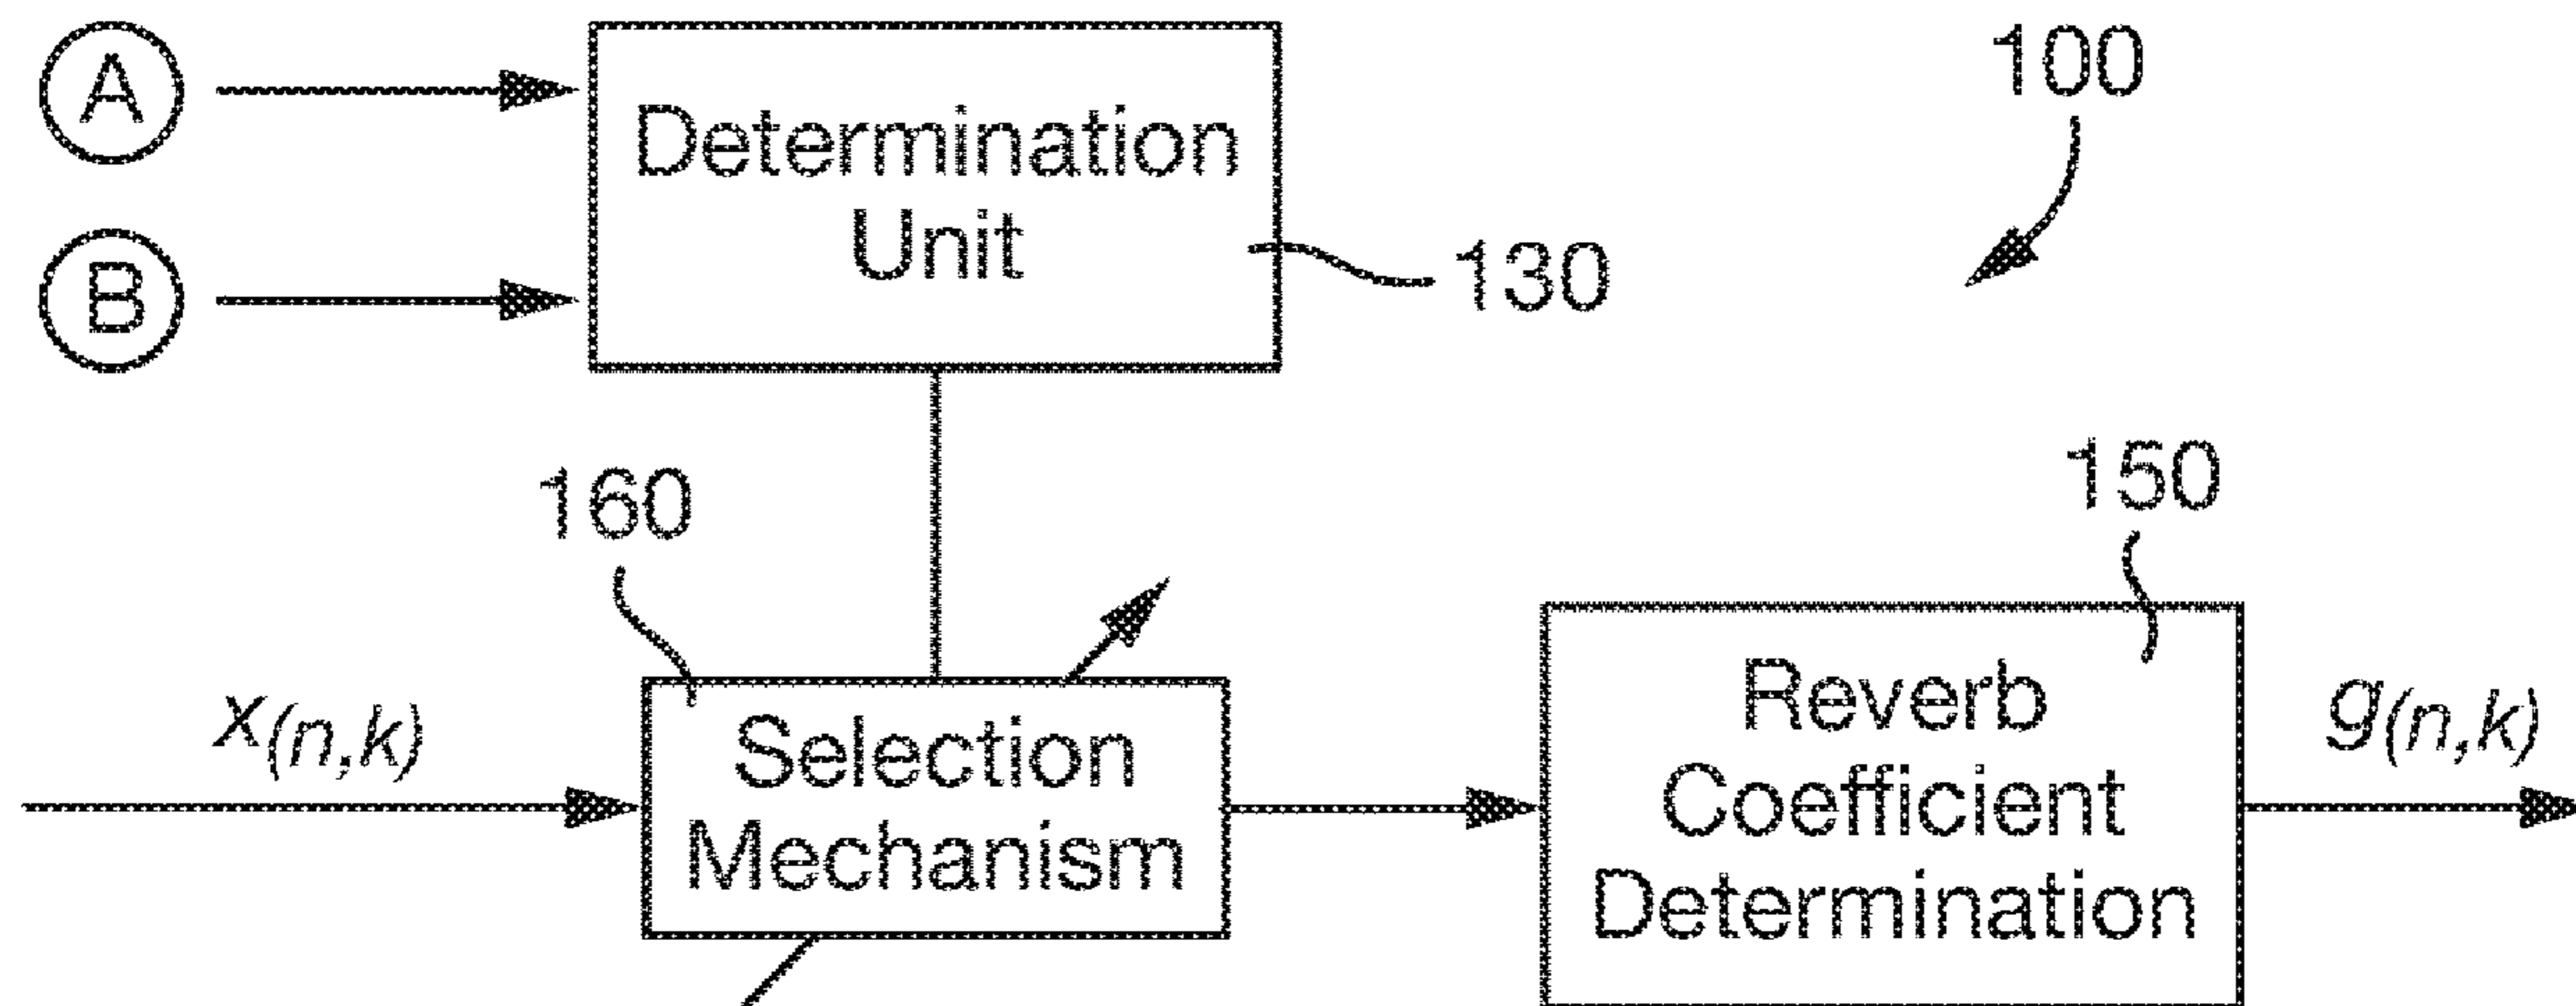 A
Determination
Unit
100
B
130
160
150
x(n,k)
Selection
Mechanism
Reverb
Coefficient
Determination
g(n,k)